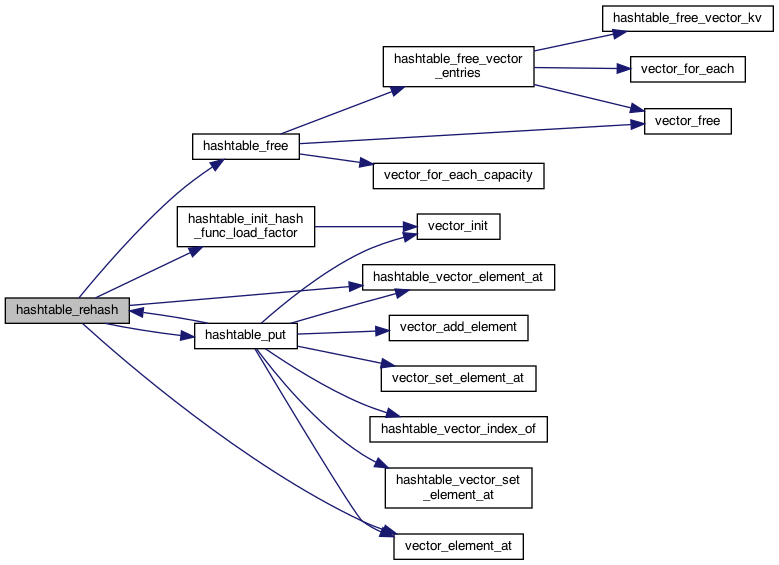 hashtable_free_vector_kv
hashtable_free_vector
_entries
vector_for_each
vector_free
hashtable_free
vector_for_each_capacity
hashtable_init_hash
_func_load_factor
vector_init
hashtable_vector_element_at
hashtable_rehash
hashtable_put
vector_add_element
vector_set_element_at
hashtable_vector_index_of
hashtable_vector_set
_element_at
vector_element_at